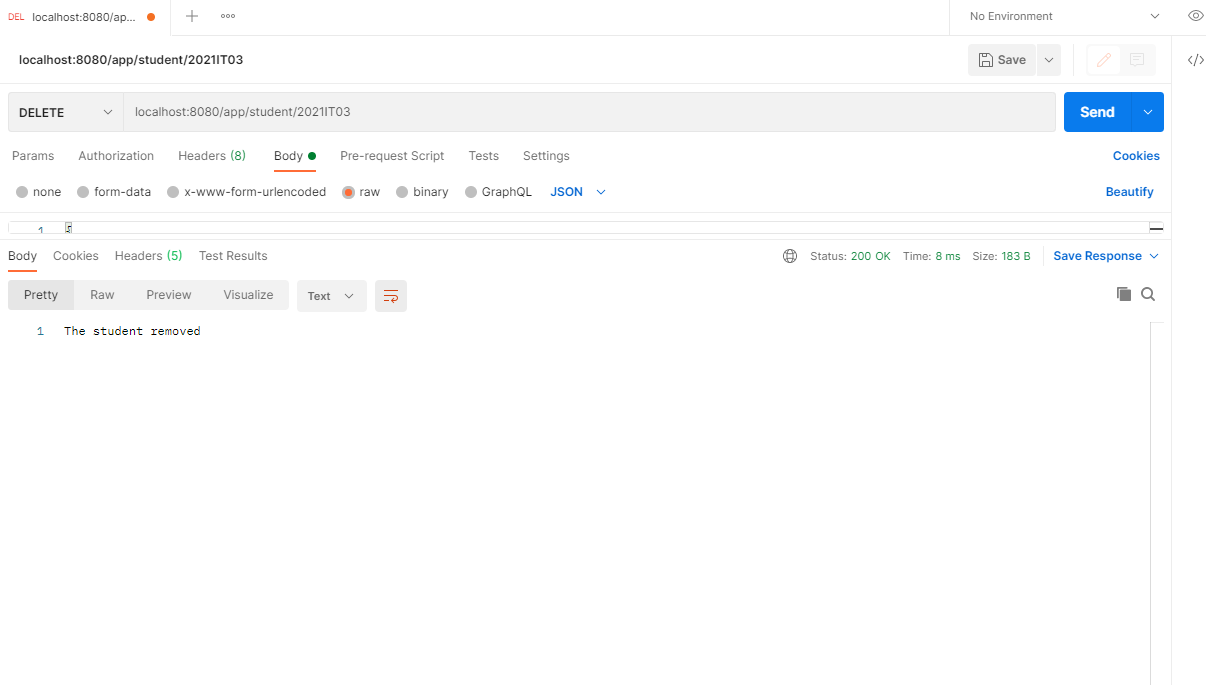 DEL localhost:8080/ap... No Environment
localhost:8080/app/student/2021IT03 Save
DELETE localhost:8080/app/student/2021IT03 Send
Params Authorization Headers (8) Body Pre-request Script Tests Settings Cookies
none form-data x-www-form-urlencoded raw binary GraphQL JSON Beautify
1
Body Cookies Headers (5) Test Results Status: 200 OK Time: 8 ms Size: 183 B Save Response
Pretty Raw Preview Visualize Text
1 The student removed